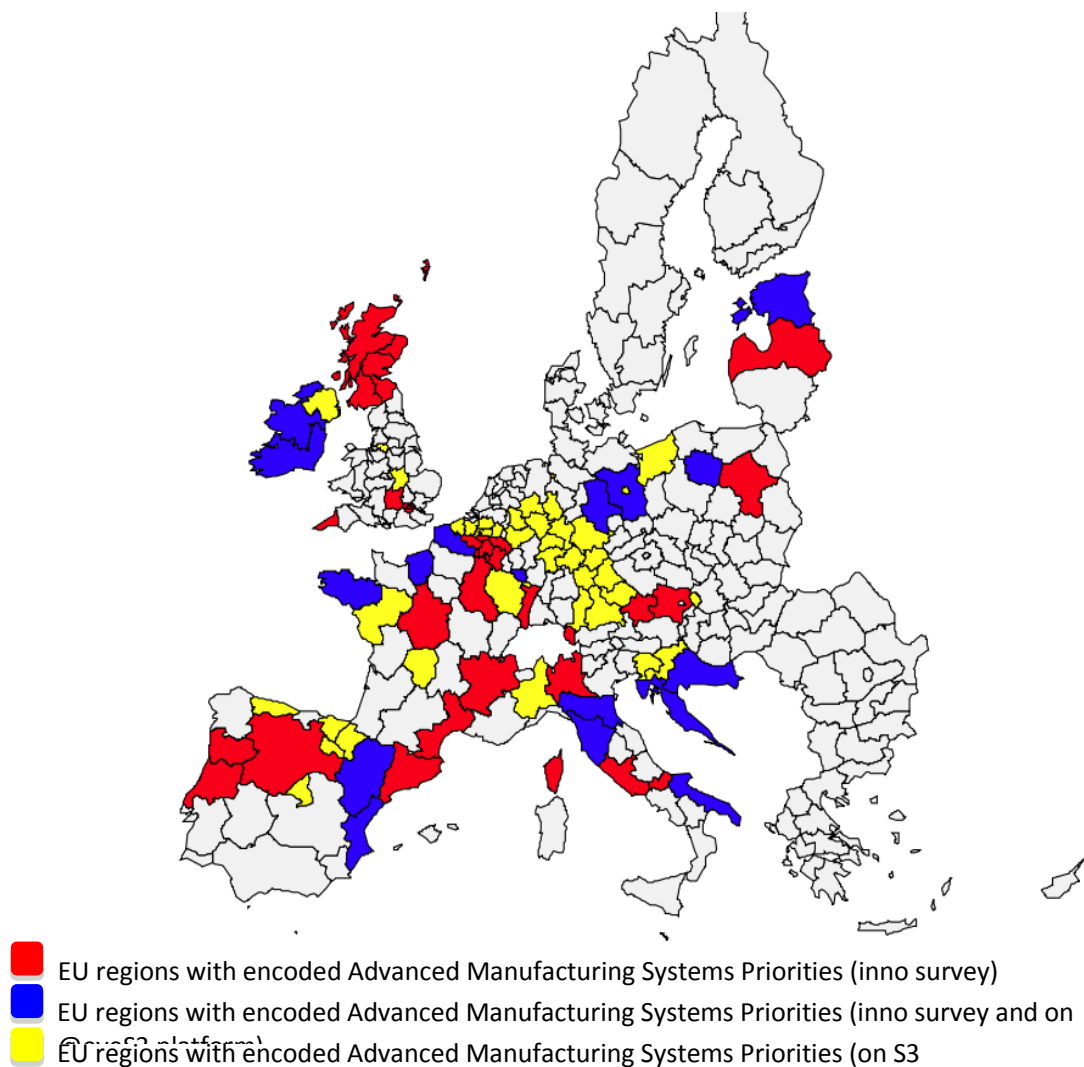 EU regions with encoded Advanced Manufacturing Systems Priorities (inno survey)
EU regions with encoded Advanced Manufacturing Systems Priorities (inno survey and on
platform)
EU regions with encoded Advanced Manufacturing Systems Priorities (on S3